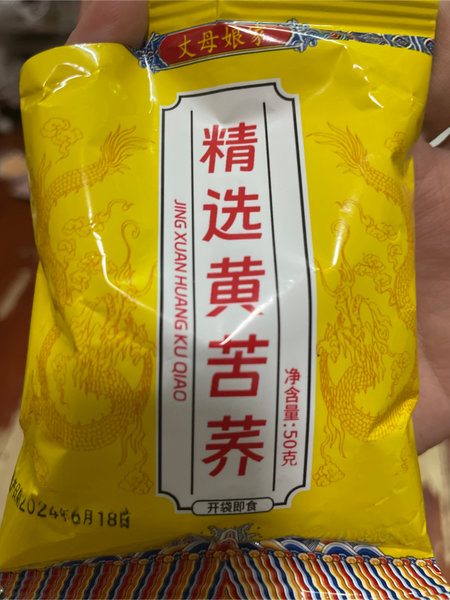 丈母娘家
精选黄苦荞
JING XUAN HUANG KU QIAO
净含量:50克
开袋即食
2024年6月18日